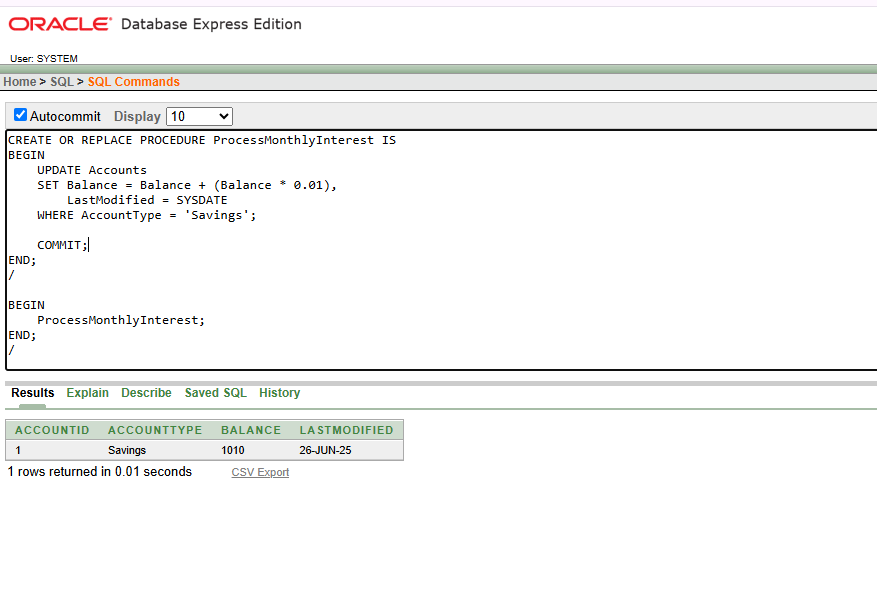 ORACLE Database Express Edition
User: SYSTEM
Home > SQL > SQL Commands
Autocommit Display 10
CREATE OR REPLACE PROCEDURE ProcessMonthlyInterest IS
BEGIN
    UPDATE Accounts
    SET Balance = Balance + (Balance * 0.01),
        LastModified = SYSDATE
    WHERE AccountType = 'Savings';
    COMMIT;
END;
/
BEGIN
    ProcessMonthlyInterest;
END;
/
Results Explain Describe Saved SQL History
ACCOUNTID ACCOUNTTYPE BALANCE LASTMODIFIED
1 Savings 1010 26-JUN-25
1 rows returned in 0.01 seconds CSV Export